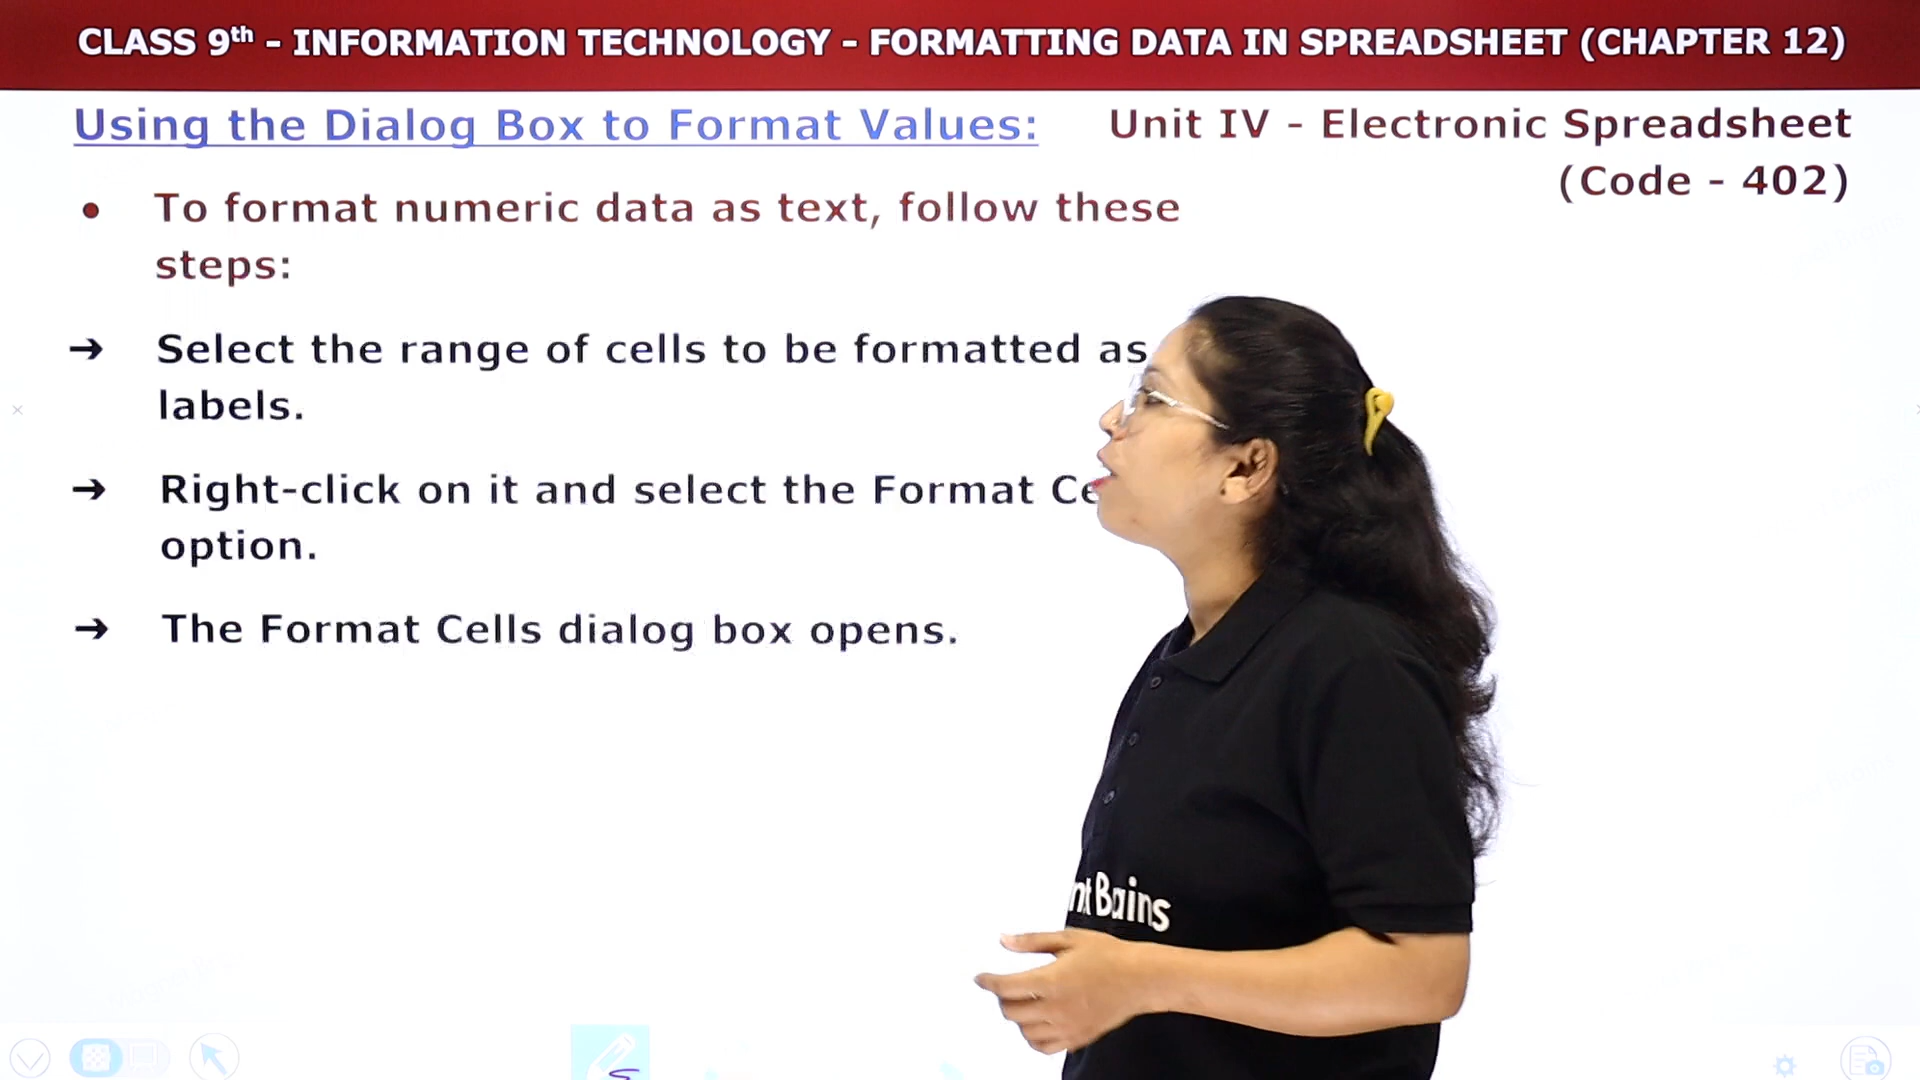 CLASS 9th - INFORMATION TECHNOLOGY - FORMATTING DATA IN SPREADSHEET (CHAPTER 12)
Using the Dialog Box to Format Values:
Unit IV - Electronic Spreadsheet
(Code - 402)
• To format numeric data as text, follow these
steps:
➔ Select the range of cells to be formatted as
labels.
➔ Right-click on it and select the Format
option.
➔ The Format Cells dialog box opens.
Bains